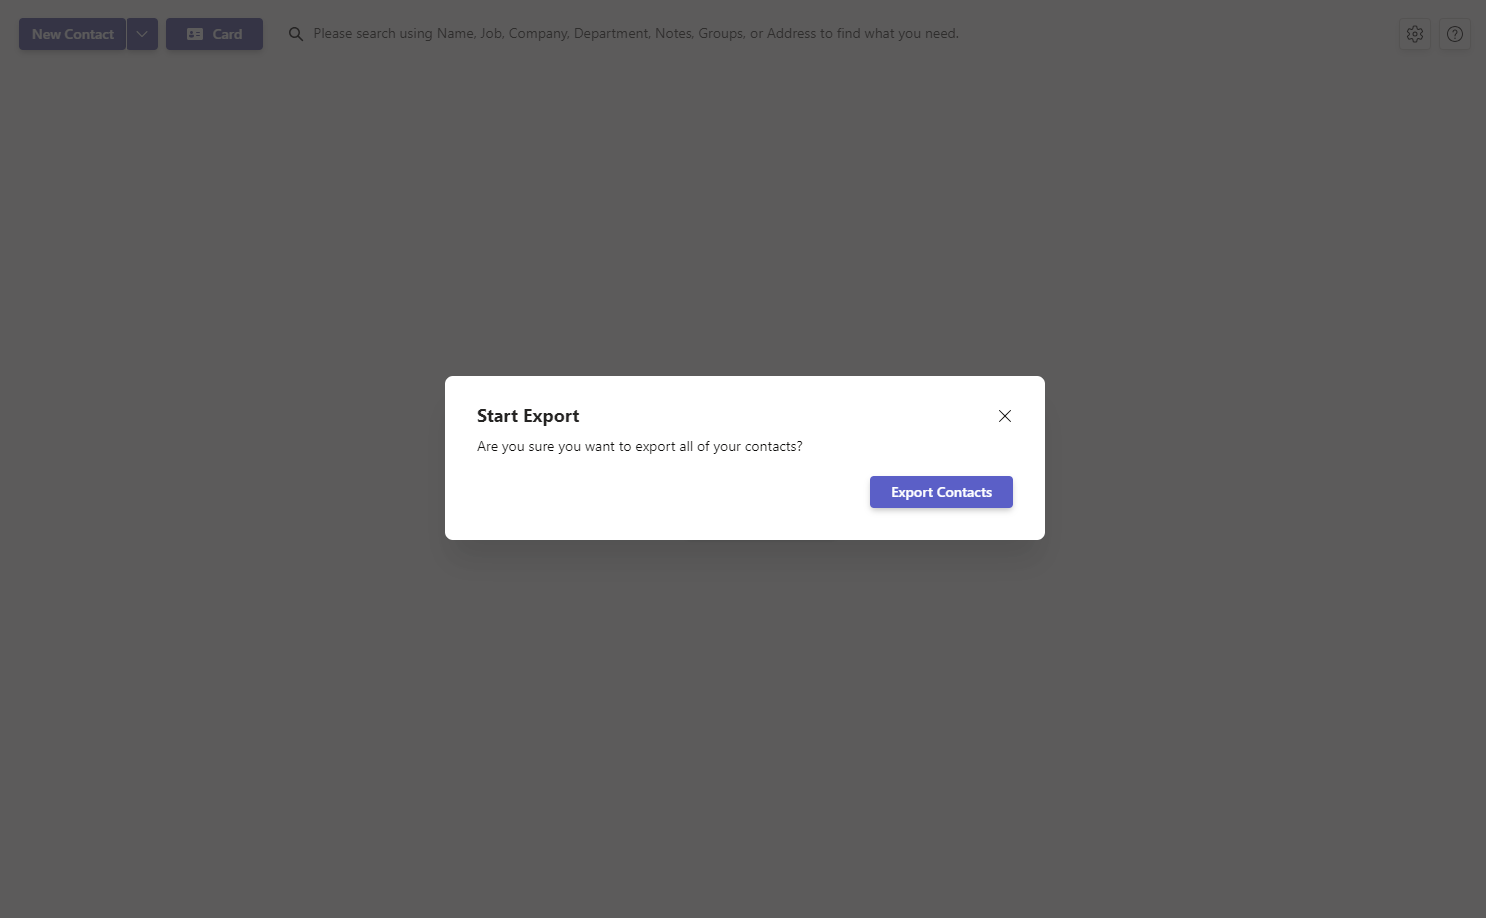 New Contact
Card
Please search using Name, Job, Company, Department, Notes, Groups, or Address to find what you need.
Start Export
Are you sure you want to export all of your contacts?
Export Contacts